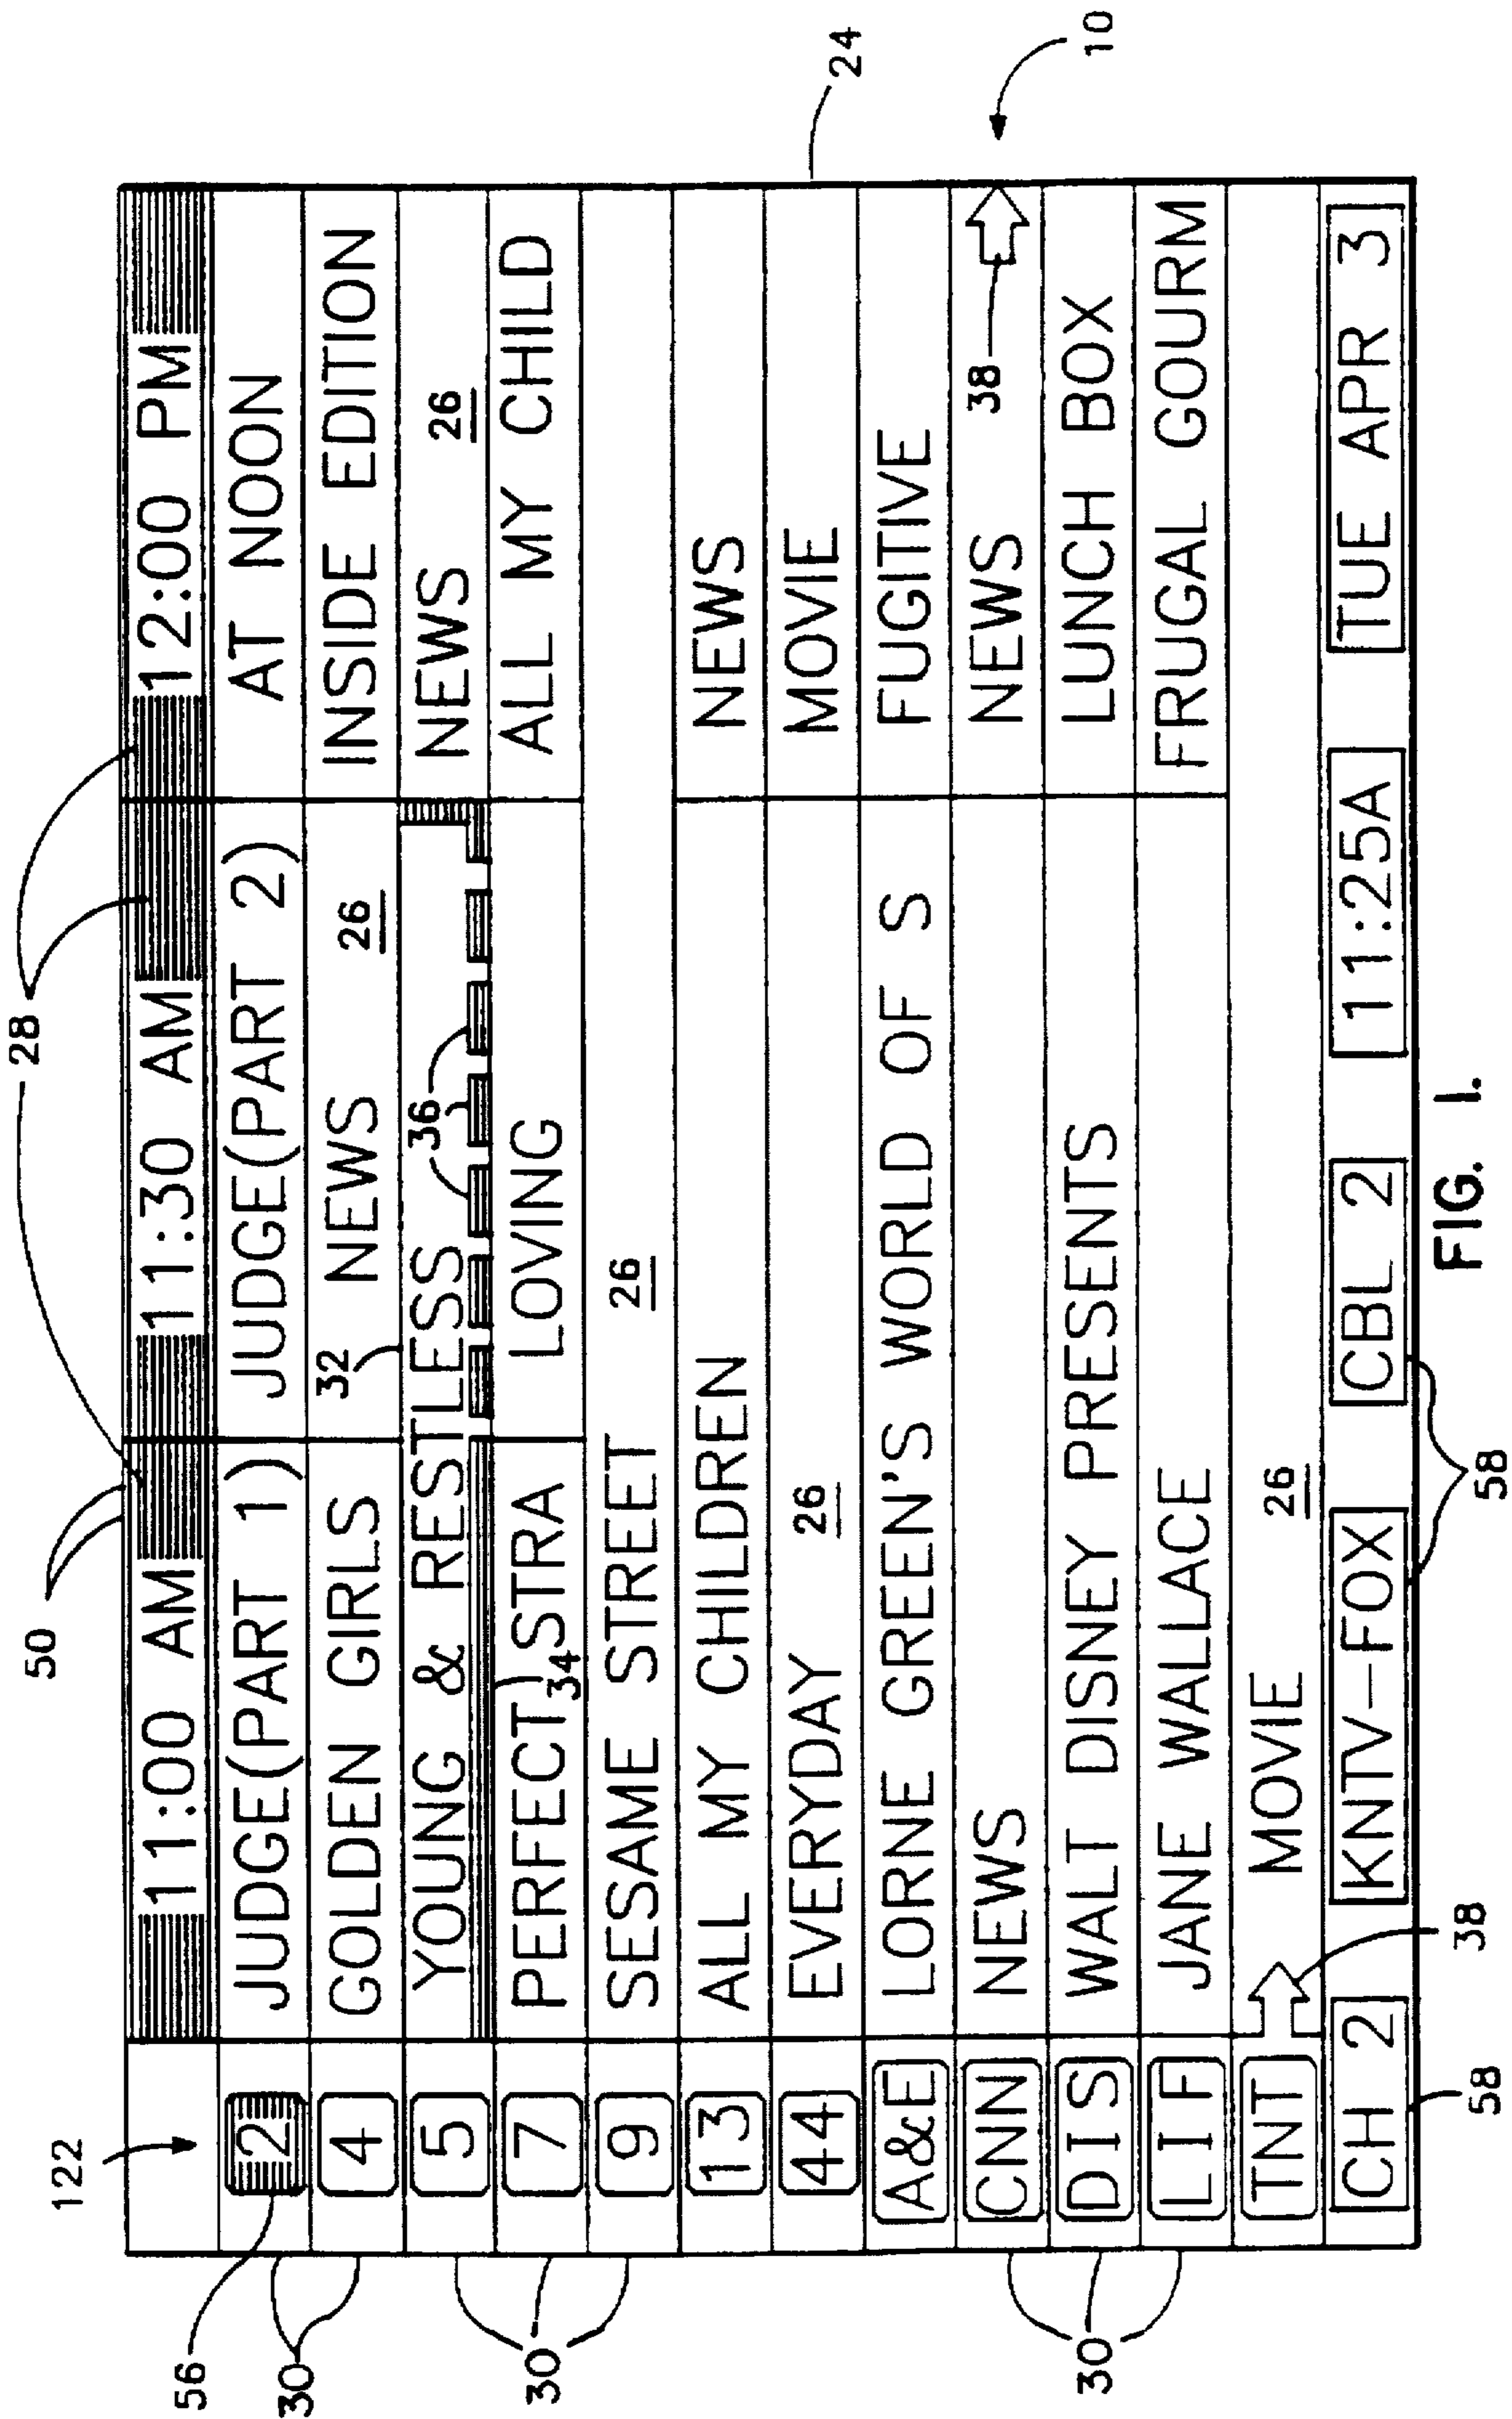 50
28
122
11:00 AM 11:30 AM 12:00 PM
56
2 JUDGE(PART 1) JUDGE(PART 2) AT NOON
30
4 GOLDEN GIRLS 32 NEWS 26 INSIDE EDITION
5 YOUNG & RESTLESS 36 NEWS 26
7 PERFECT STRA LOVING ALL MY CHILD
34
30
9 SESAME STREET 26
13 ALL MY CHILDREN NEWS
44 EVERYDAY 26 MOVIE
24
A&E LORNE GREEN'S WORLD OF S FUGITIVE
CNN NEWS NEWS 38
10
30
DIS WALT DISNEY PRESENTS LUNCH BOX
LIF JANE WALLACE FRUGAL GOURM
TNT MOVIE 26
CH 2 KNTV-FOX CBL 2 11:25A TUE APR 3
38
58
58
FIG. 1.